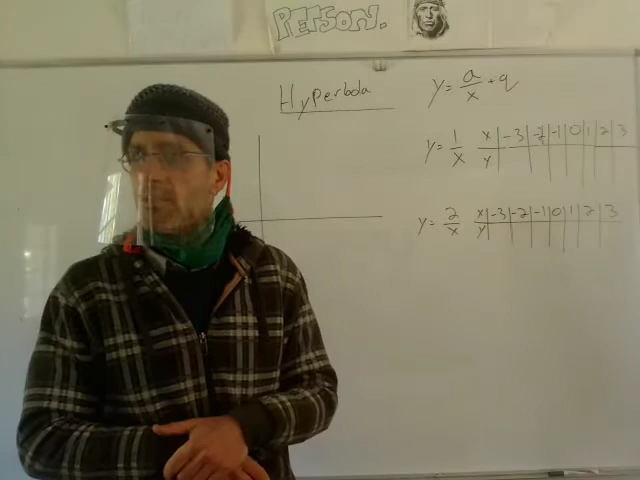 PERSON.
Hyperbola
y = a/x + q
y = 1/x
x | -3 | -2 | -1 | 0 | 1 | 2 | 3
y
y = 2/x
x | -3 | -2 | -1 | 0 | 1 | 2 | 3
y